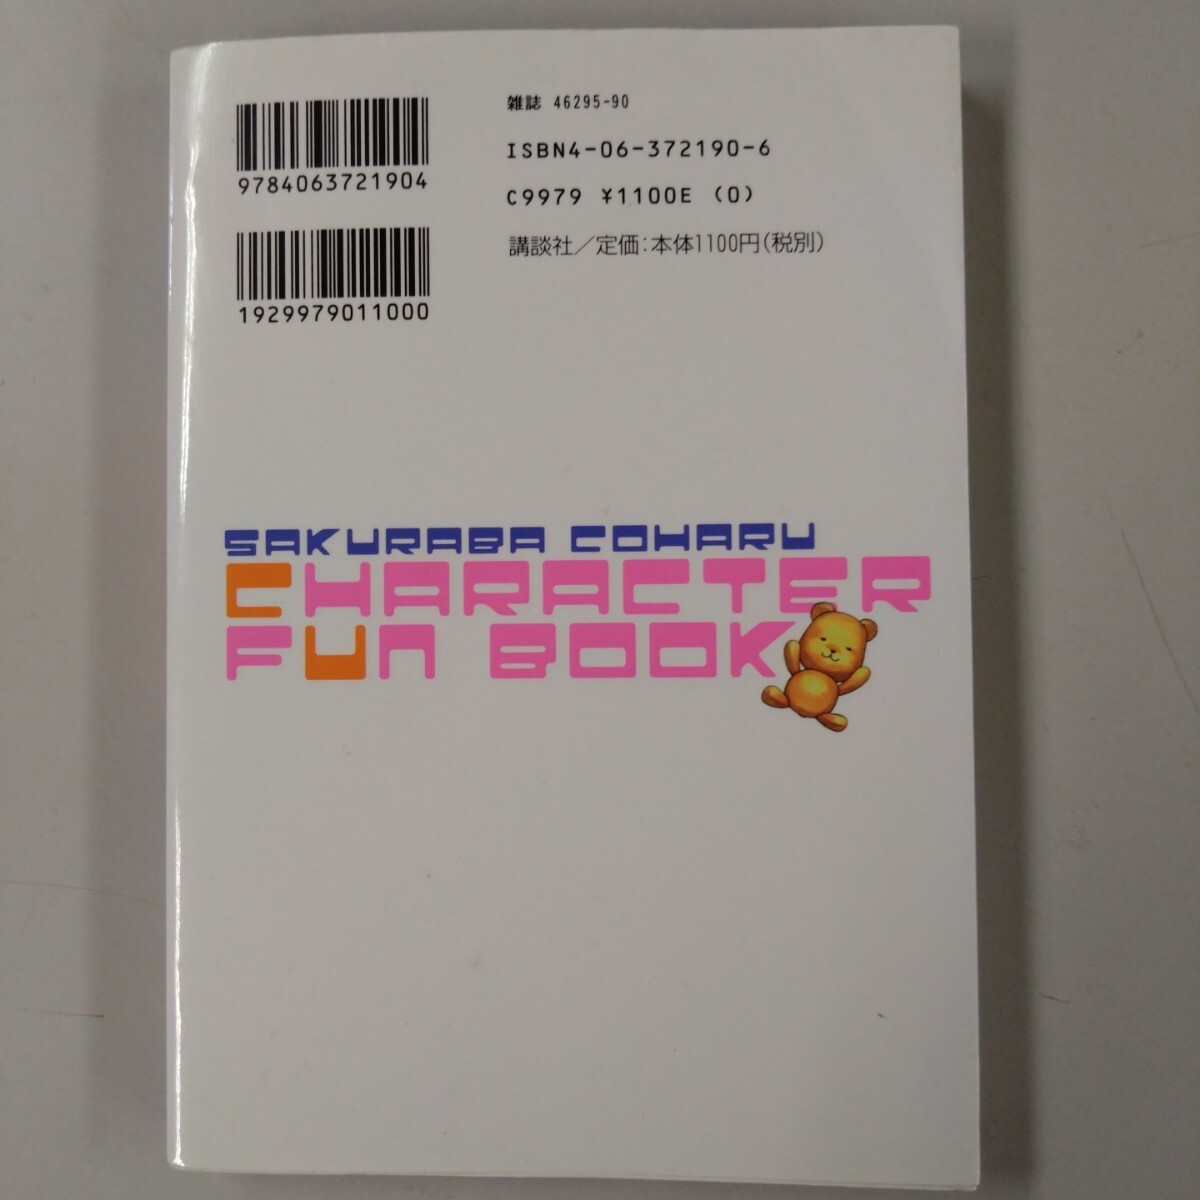 9784063721904
1929979011000
雑誌 46295-90
ISBN4-06-372190-6
C9979 ¥1100E (0)
講談社／定価:本体1100円(税別)
SAKURABA COHARU
CHARACTER
FUN BOOK